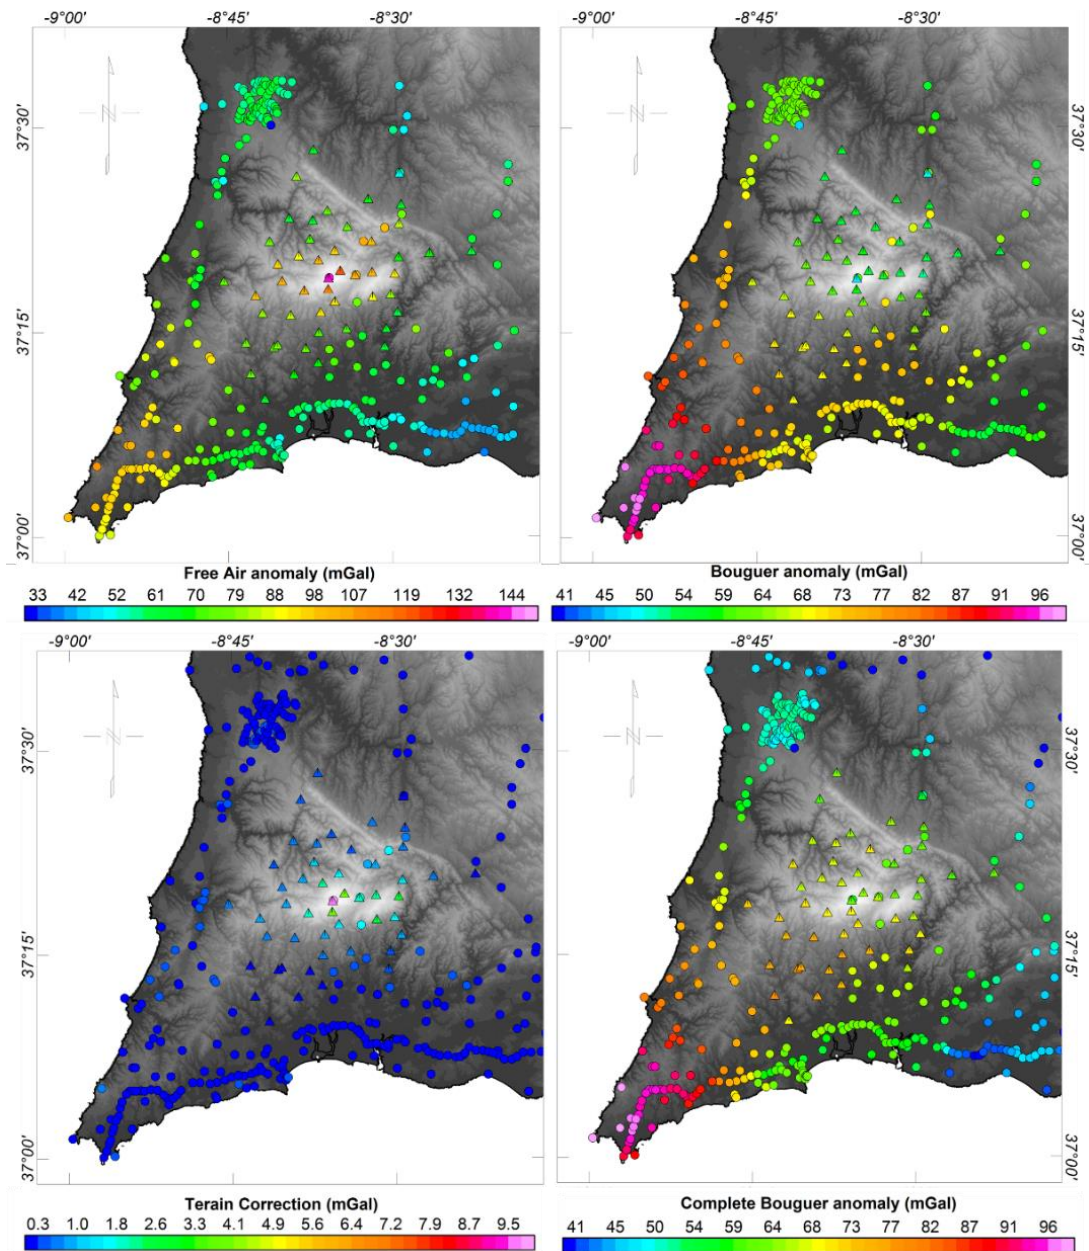 -9°00' -8°45' -8°30' -9°00' -8°45' -8°30'
37°30' 37°30'
N N
37°15' 37°15'
37°00' 37°00'
Free Air anomaly (mGal) Bouguer anomaly (mGal)
33 42 52 61 70 79 88 98 107 119 132 144 41 45 50 54 59 64 68 73 77 82 87 91 96
-9°00' -8°45' -8°30' -9°00' -8°45' -8°30'
N N
37°30' 37°30'
37°15' 37°15'
37°00' 37°00'
Terain Correction (mGal) Complete Bouguer anomaly (mGal)
0.3 1.0 1.8 2.6 3.3 4.1 4.9 5.6 6.4 7.2 7.9 8.7 9.5 41 45 50 54 59 64 68 73 77 82 87 91 96